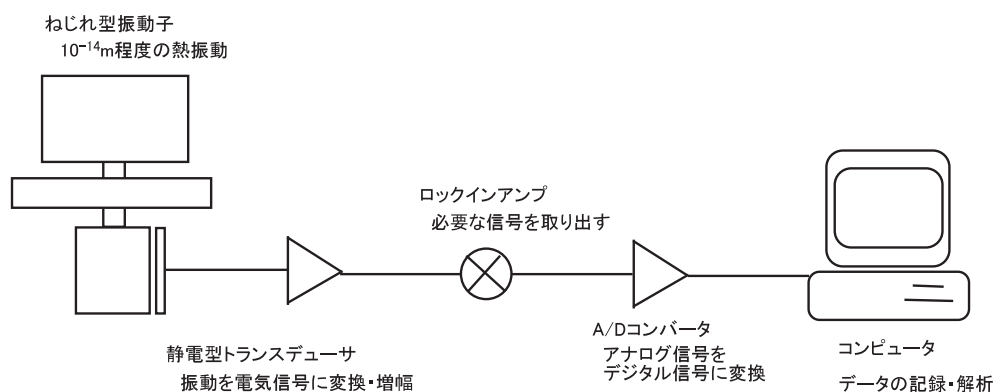 ねじれ型振動子
10⁻¹⁴m程度の熱振動
ロックインアンプ
必要な信号を取り出す
静電型トランスデューサ
振動を電気信号に変換・増幅
A/Dコンバータ
アナログ信号を
デジタル信号に変換
コンピュータ
データの記録・解析